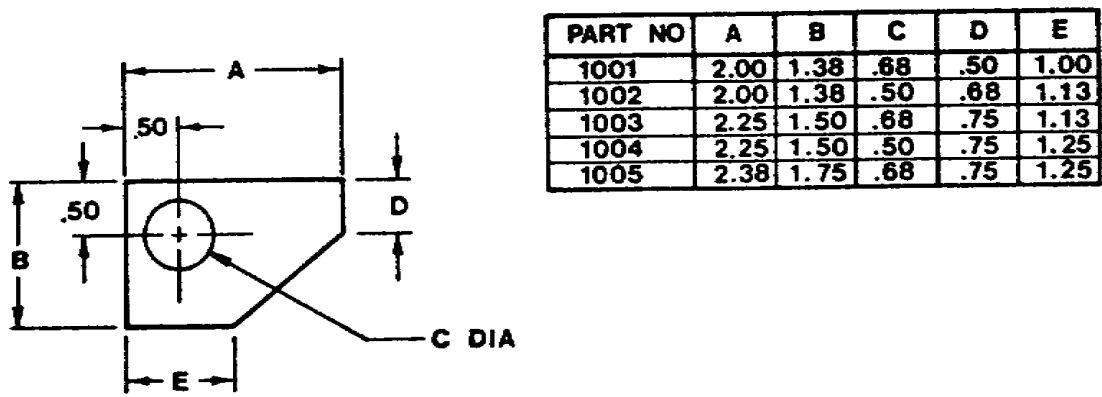 PART NO A B C D E
1001 2.00 1.38 .68 .50 1.00
1002 2.00 1.38 .50 .68 1.13
1003 2.25 1.50 .68 .75 1.13
1004 2.25 1.50 .50 .75 1.25
1005 2.38 1.75 .68 .75 1.25
A
.50
.50
D
B
C DIA
E